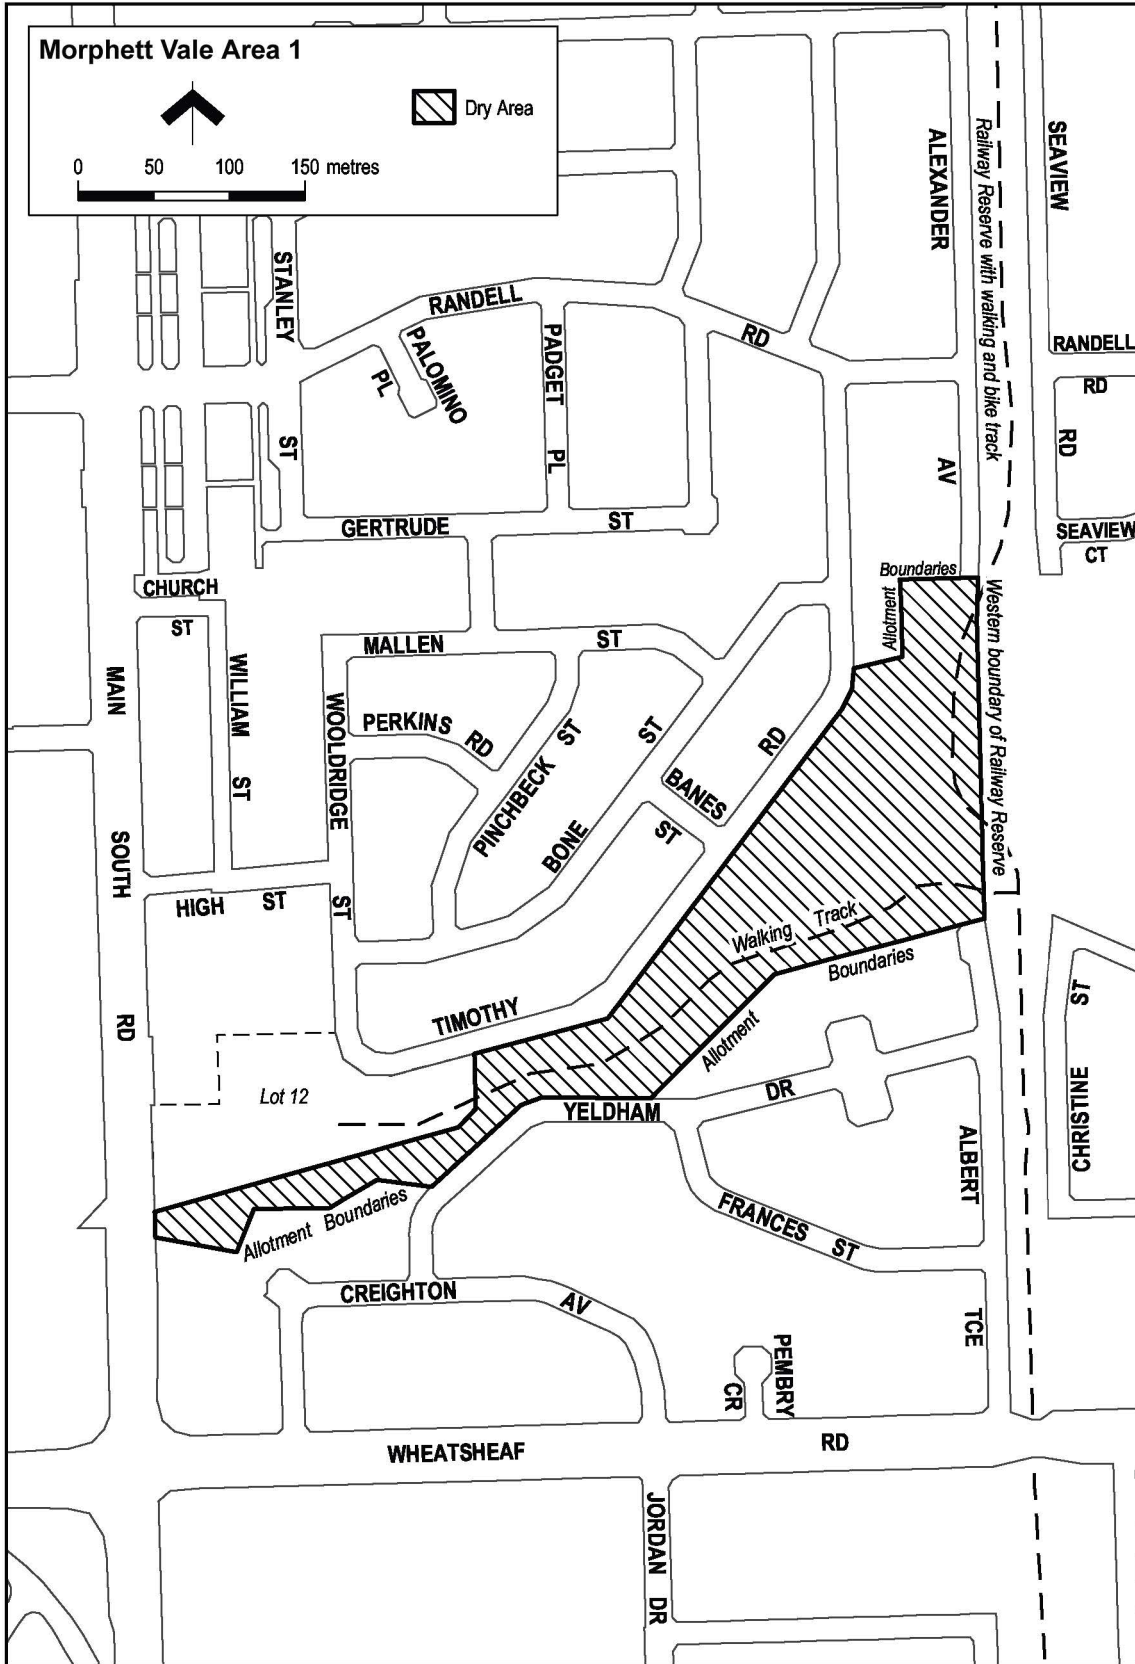 Morphett Vale Area 1
Dry Area
0 50 100 150 metres
SEAVIEW
ALEXANDER
Railway Reserve with walking and bike track
STANLEY
RANDELL
RD
PALOMINO
PL
PADGET
PL
RANDELL
RD
RD
AV
ST
GERTRUDE
ST
SEAVIEW
CT
Boundaries
Allotment
CHURCH
ST
MALLEN
ST
Western boundary of Railway Reserve
MAIN
WILLIAM
WOOLDRIDGE
PERKINS
RD
ST
ST
RD
ST
PINCHBECK
BANES
ST
BONE
SOUTH
HIGH
ST
ST
Walking
Track
Boundaries
TIMOTHY
RD
ST
Allotment
Lot 12
DR
YELDHAM
CHRISTINE
ALBERT
Allotment Boundaries
FRANCES
ST
CREIGHTON
AV
TCE
PEMBRY
CR
WHEATSHEAF
RD
JORDAN
DR